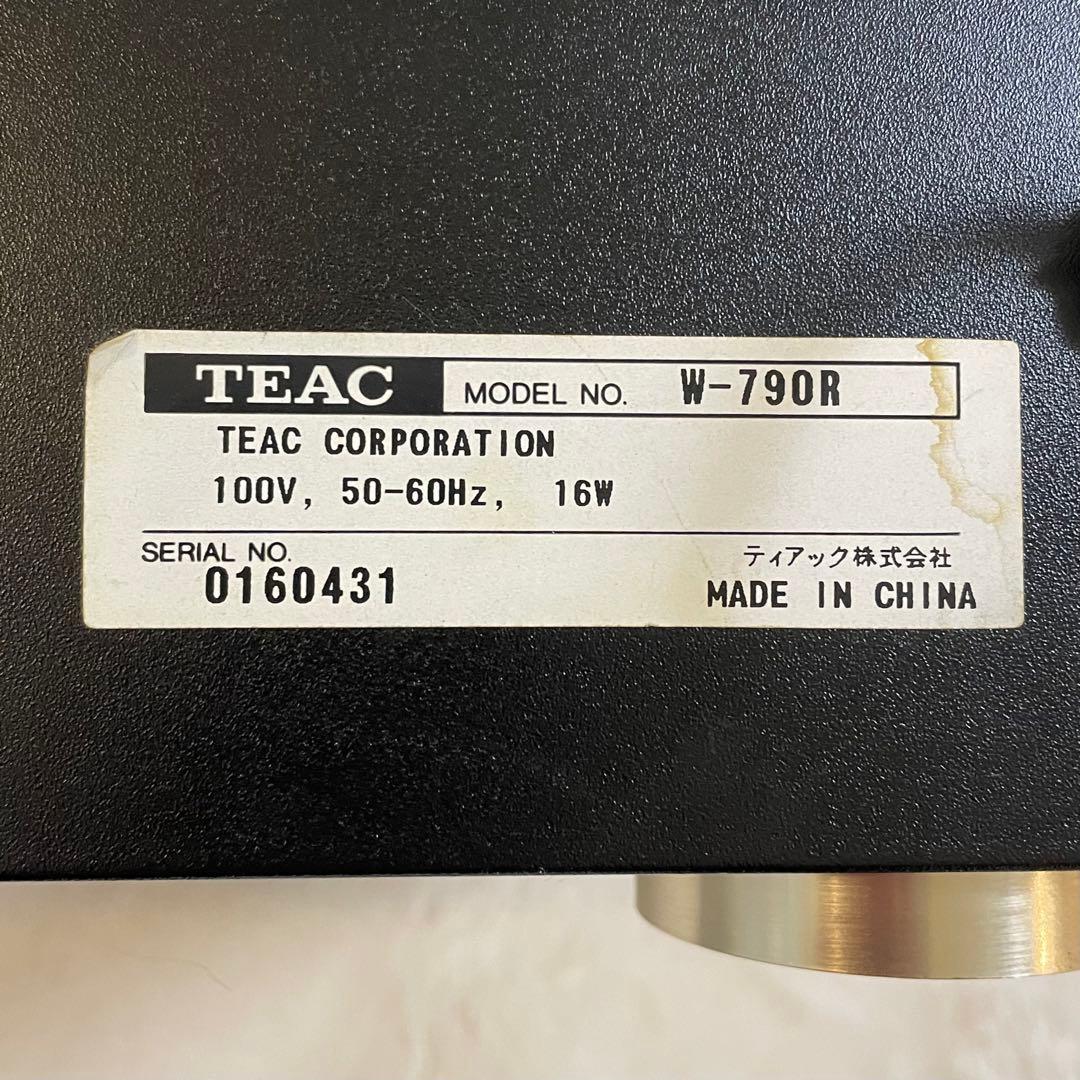 TEAC MODEL NO. W-790R
TEAC CORPORATION
100V, 50-60Hz, 16W
SERIAL NO. ティアック株式会社
0160431 MADE IN CHINA